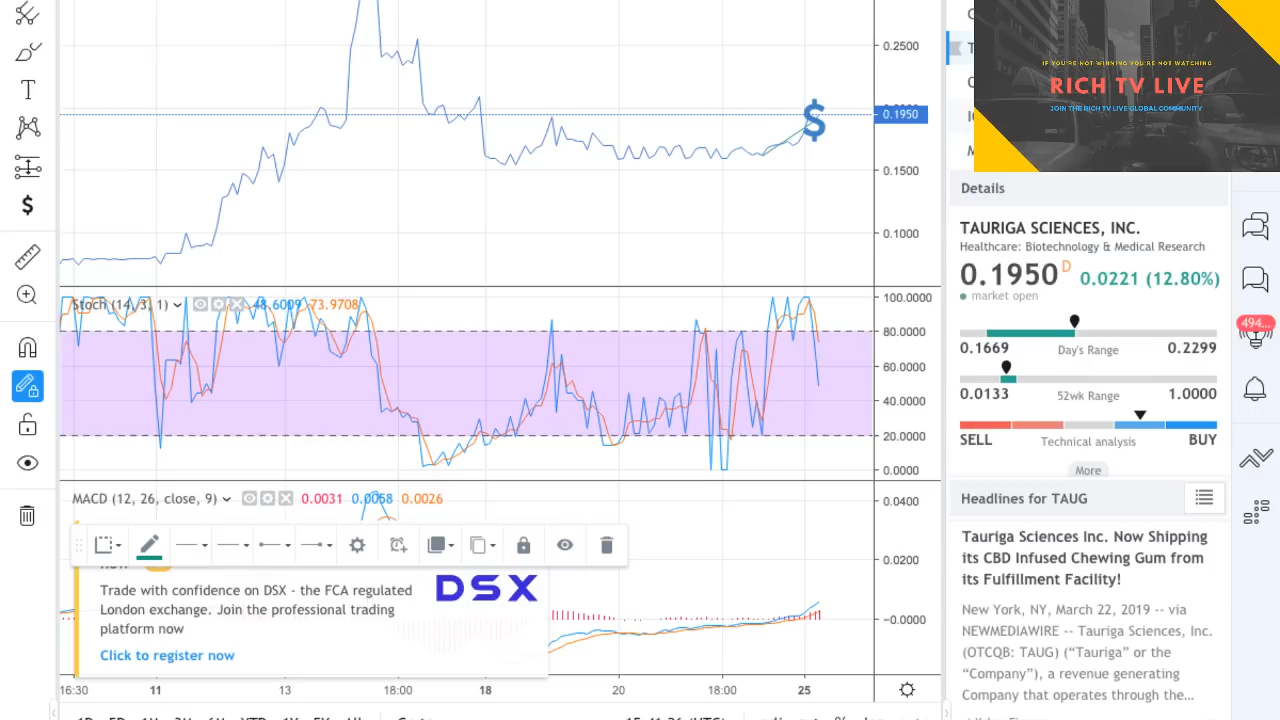 0.2500
0.1950
0.1500
0.1000
Stoch (14, 3, 1) 48.6009 73.9708
100.0000
80.0000
60.0000
40.0000
20.0000
0.0000
MACD (12, 26, close, 9) 0.0031 0.0058 0.0026
0.0400
0.0200
−0.0000
Trade with confidence on DSX - the FCA regulated
London exchange. Join the professional trading
platform now
Click to register now
DSX
16:30 11 13 18:00 18 20 18:00 25
IF YOU'RE NOT WINNING YOU'RE NOT WATCHING
RICH TV LIVE
JOIN THE RICH TV LIVE GLOBAL COMMUNITY
Details
TAURIGA SCIENCES, INC.
Healthcare: Biotechnology & Medical Research
0.1950 D 0.0221 (12.80%)
market open
0.1669 Day's Range 0.2299
0.0133 52wk Range 1.0000
SELL Technical analysis BUY
More
Headlines for TAUG
Tauriga Sciences Inc. Now Shipping
its CBD Infused Chewing Gum from
its Fulfillment Facility!
New York, NY, March 22, 2019 -- via
NEWMEDIAWIRE -- Tauriga Sciences, Inc.
(OTCQB: TAUG) (“Tauriga” or the
“Company”), a revenue generating
Company that operates through the...
494...